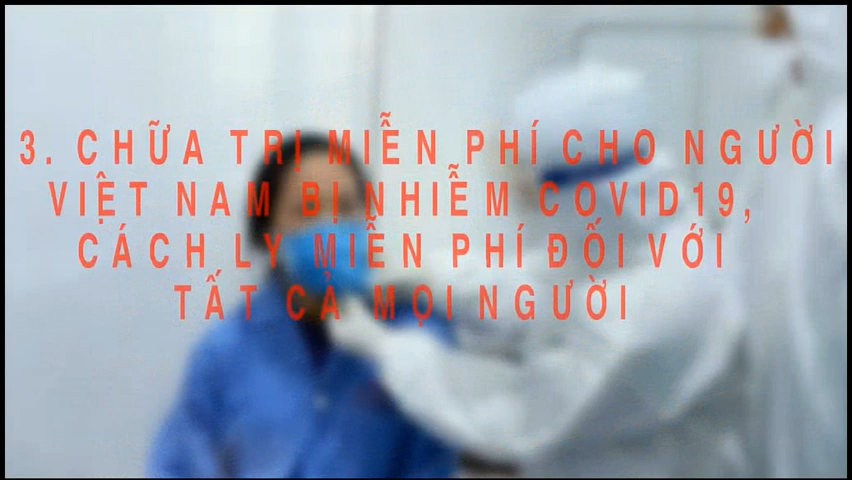 3. CHỮA TRỊ MIỄN PHÍ CHO NGƯỜI
VIỆT NAM BỊ NHIỄM COVID19,
CÁCH LY MIỄN PHÍ ĐỐI VỚI
TẤT CẢ MỌI NGƯỜI